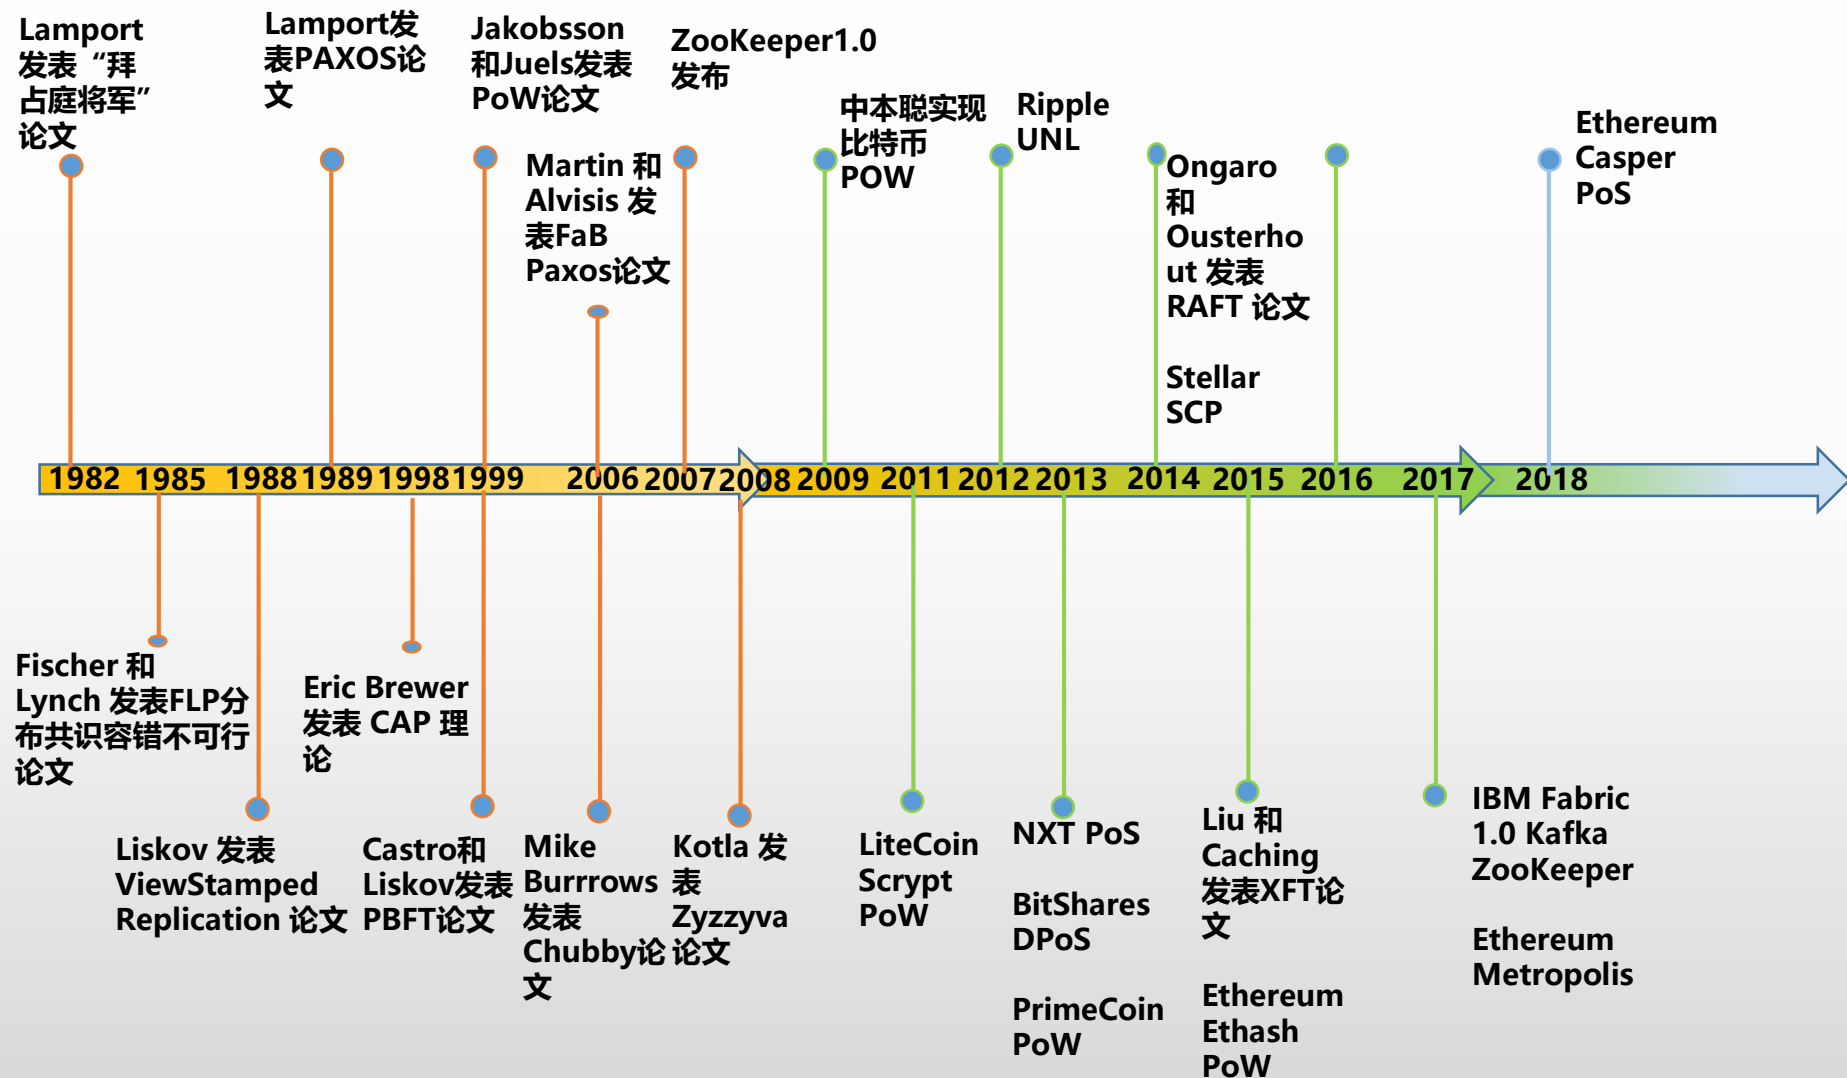 Lamport
发表“拜
占庭将军”
论文
Lamport发
表PAXOS论
文
Jakobsson
和Juels发表
PoW论文
Martin 和
Alvisis 发
表FaB
Paxos论文
ZooKeeper1.0
发布
中本聪实现
比特币
POW
Ripple
UNL
Ongaro
和
Ousterho
ut 发表
RAFT 论文
Stellar
SCP
Ethereum
Casper
PoS
1982 1985 1988 1989 1998 1999 2006 2007 2008 2009 2011 2012 2013 2014 2015 2016 2017 2018
Fischer 和
Lynch 发表FLP分
布共识容错不可行
论文
Liskov 发表
ViewStamped
Replication 论文
Eric Brewer
发表 CAP 理
论
Castro和
Liskov发表
PBFT论文
Mike
Burrrows
发表
Chubby论
文
Kotla 发
表
Zyzzyva
论文
LiteCoin
Scrypt
PoW
NXT PoS
BitShares
DPoS
PrimeCoin
PoW
Liu 和
Caching
发表XFT论
文
Ethereum
Ethash
PoW
IBM Fabric
1.0 Kafka
ZooKeeper
Ethereum
Metropolis